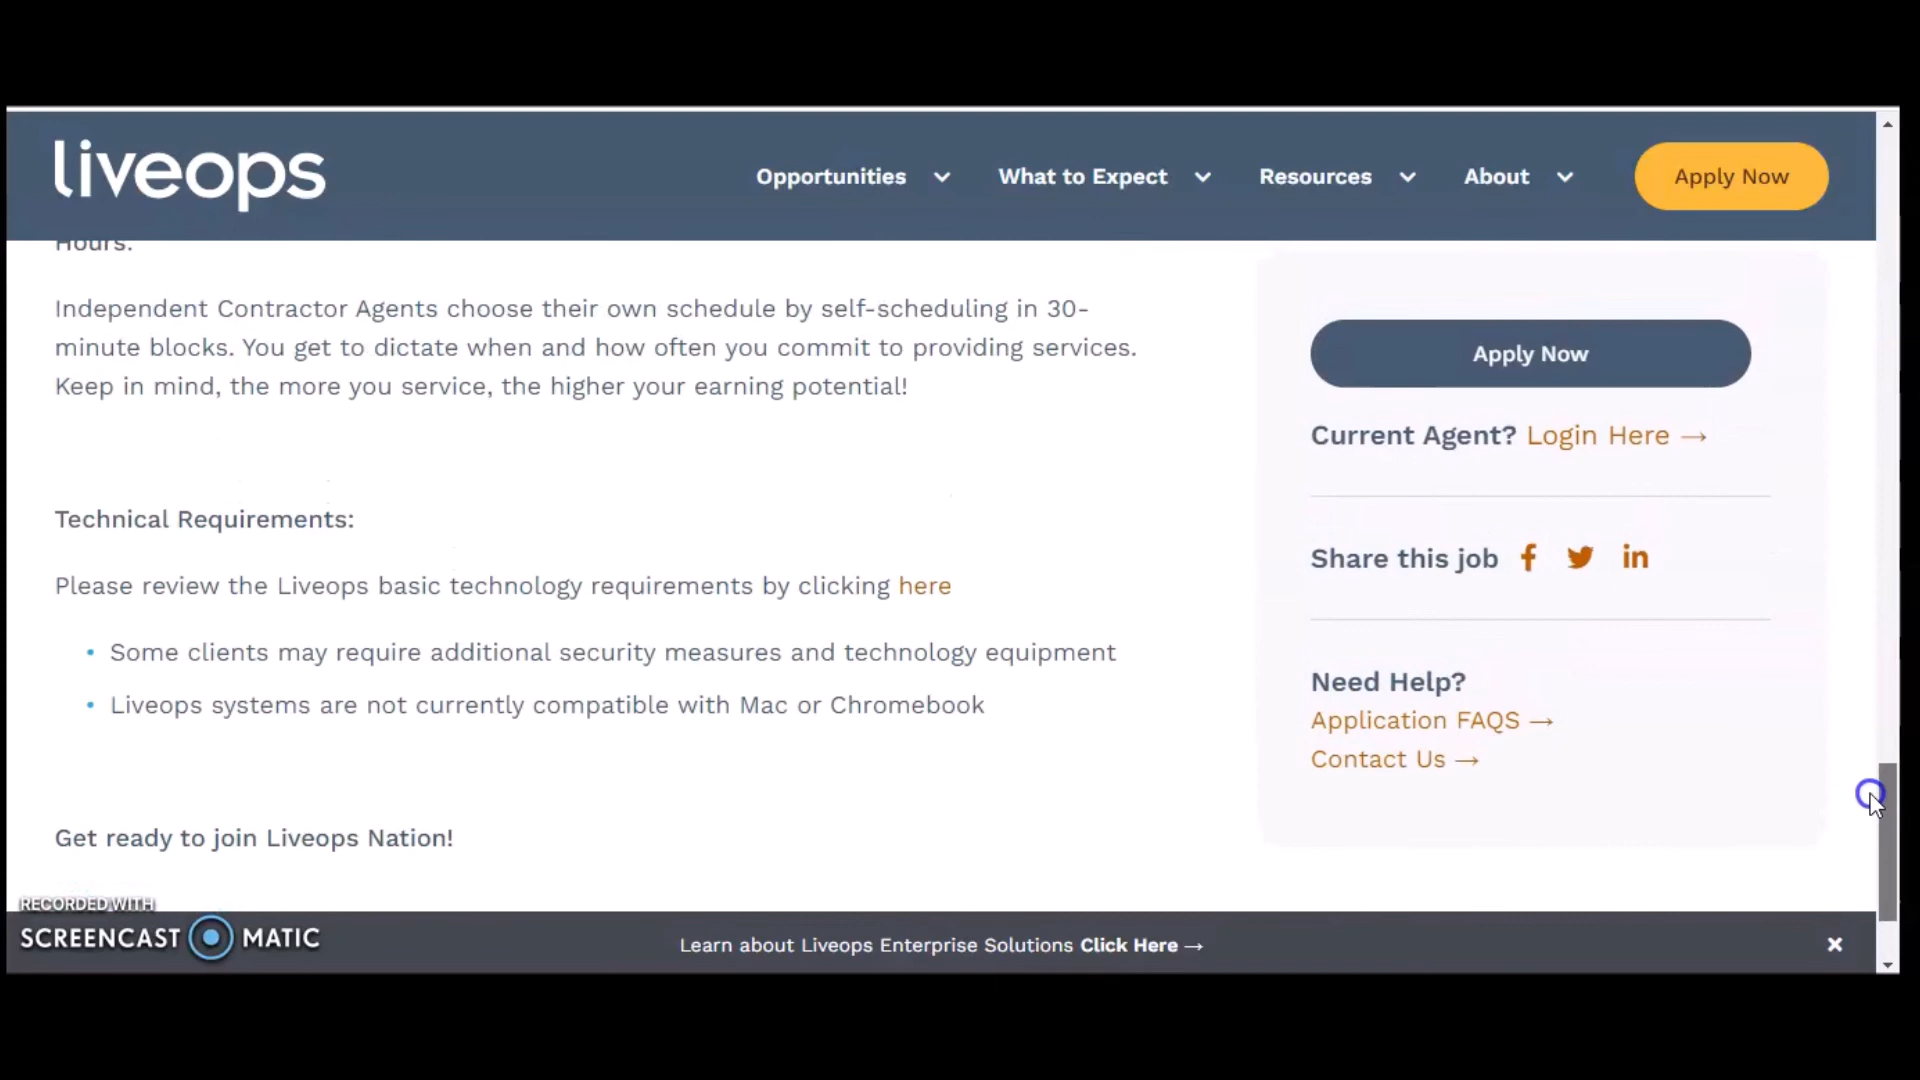 liveops
Opportunities
What to Expect
Resources
About
Apply Now
Hours:
Independent Contractor Agents choose their own schedule by self-scheduling in 30-
minute blocks. You get to dictate when and how often you commit to providing services.
Keep in mind, the more you service, the higher your earning potential!
Technical Requirements:
Please review the Liveops basic technology requirements by clicking here
• Some clients may require additional security measures and technology equipment
• Liveops systems are not currently compatible with Mac or Chromebook
Get ready to join Liveops Nation!
Apply Now
Current Agent? Login Here →
Share this job
Need Help?
Application FAQS →
Contact Us →
RECORDED WITH
SCREENCAST MATIC
Learn about Liveops Enterprise Solutions Click Here →